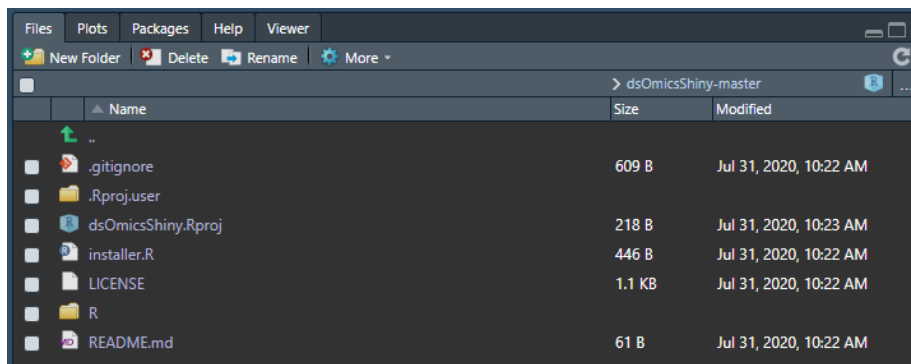 Files Plots Packages Help Viewer
New Folder Delete Rename More
dsOmicsShiny-master R ...
Name Size Modified
..
.gitignore 609 B Jul 31, 2020, 10:22 AM
.Rproj.user
dsOmicsShiny.Rproj 218 B Jul 31, 2020, 10:23 AM
installer.R 446 B Jul 31, 2020, 10:22 AM
LICENSE 1.1 KB Jul 31, 2020, 10:22 AM
R
README.md 61 B Jul 31, 2020, 10:22 AM